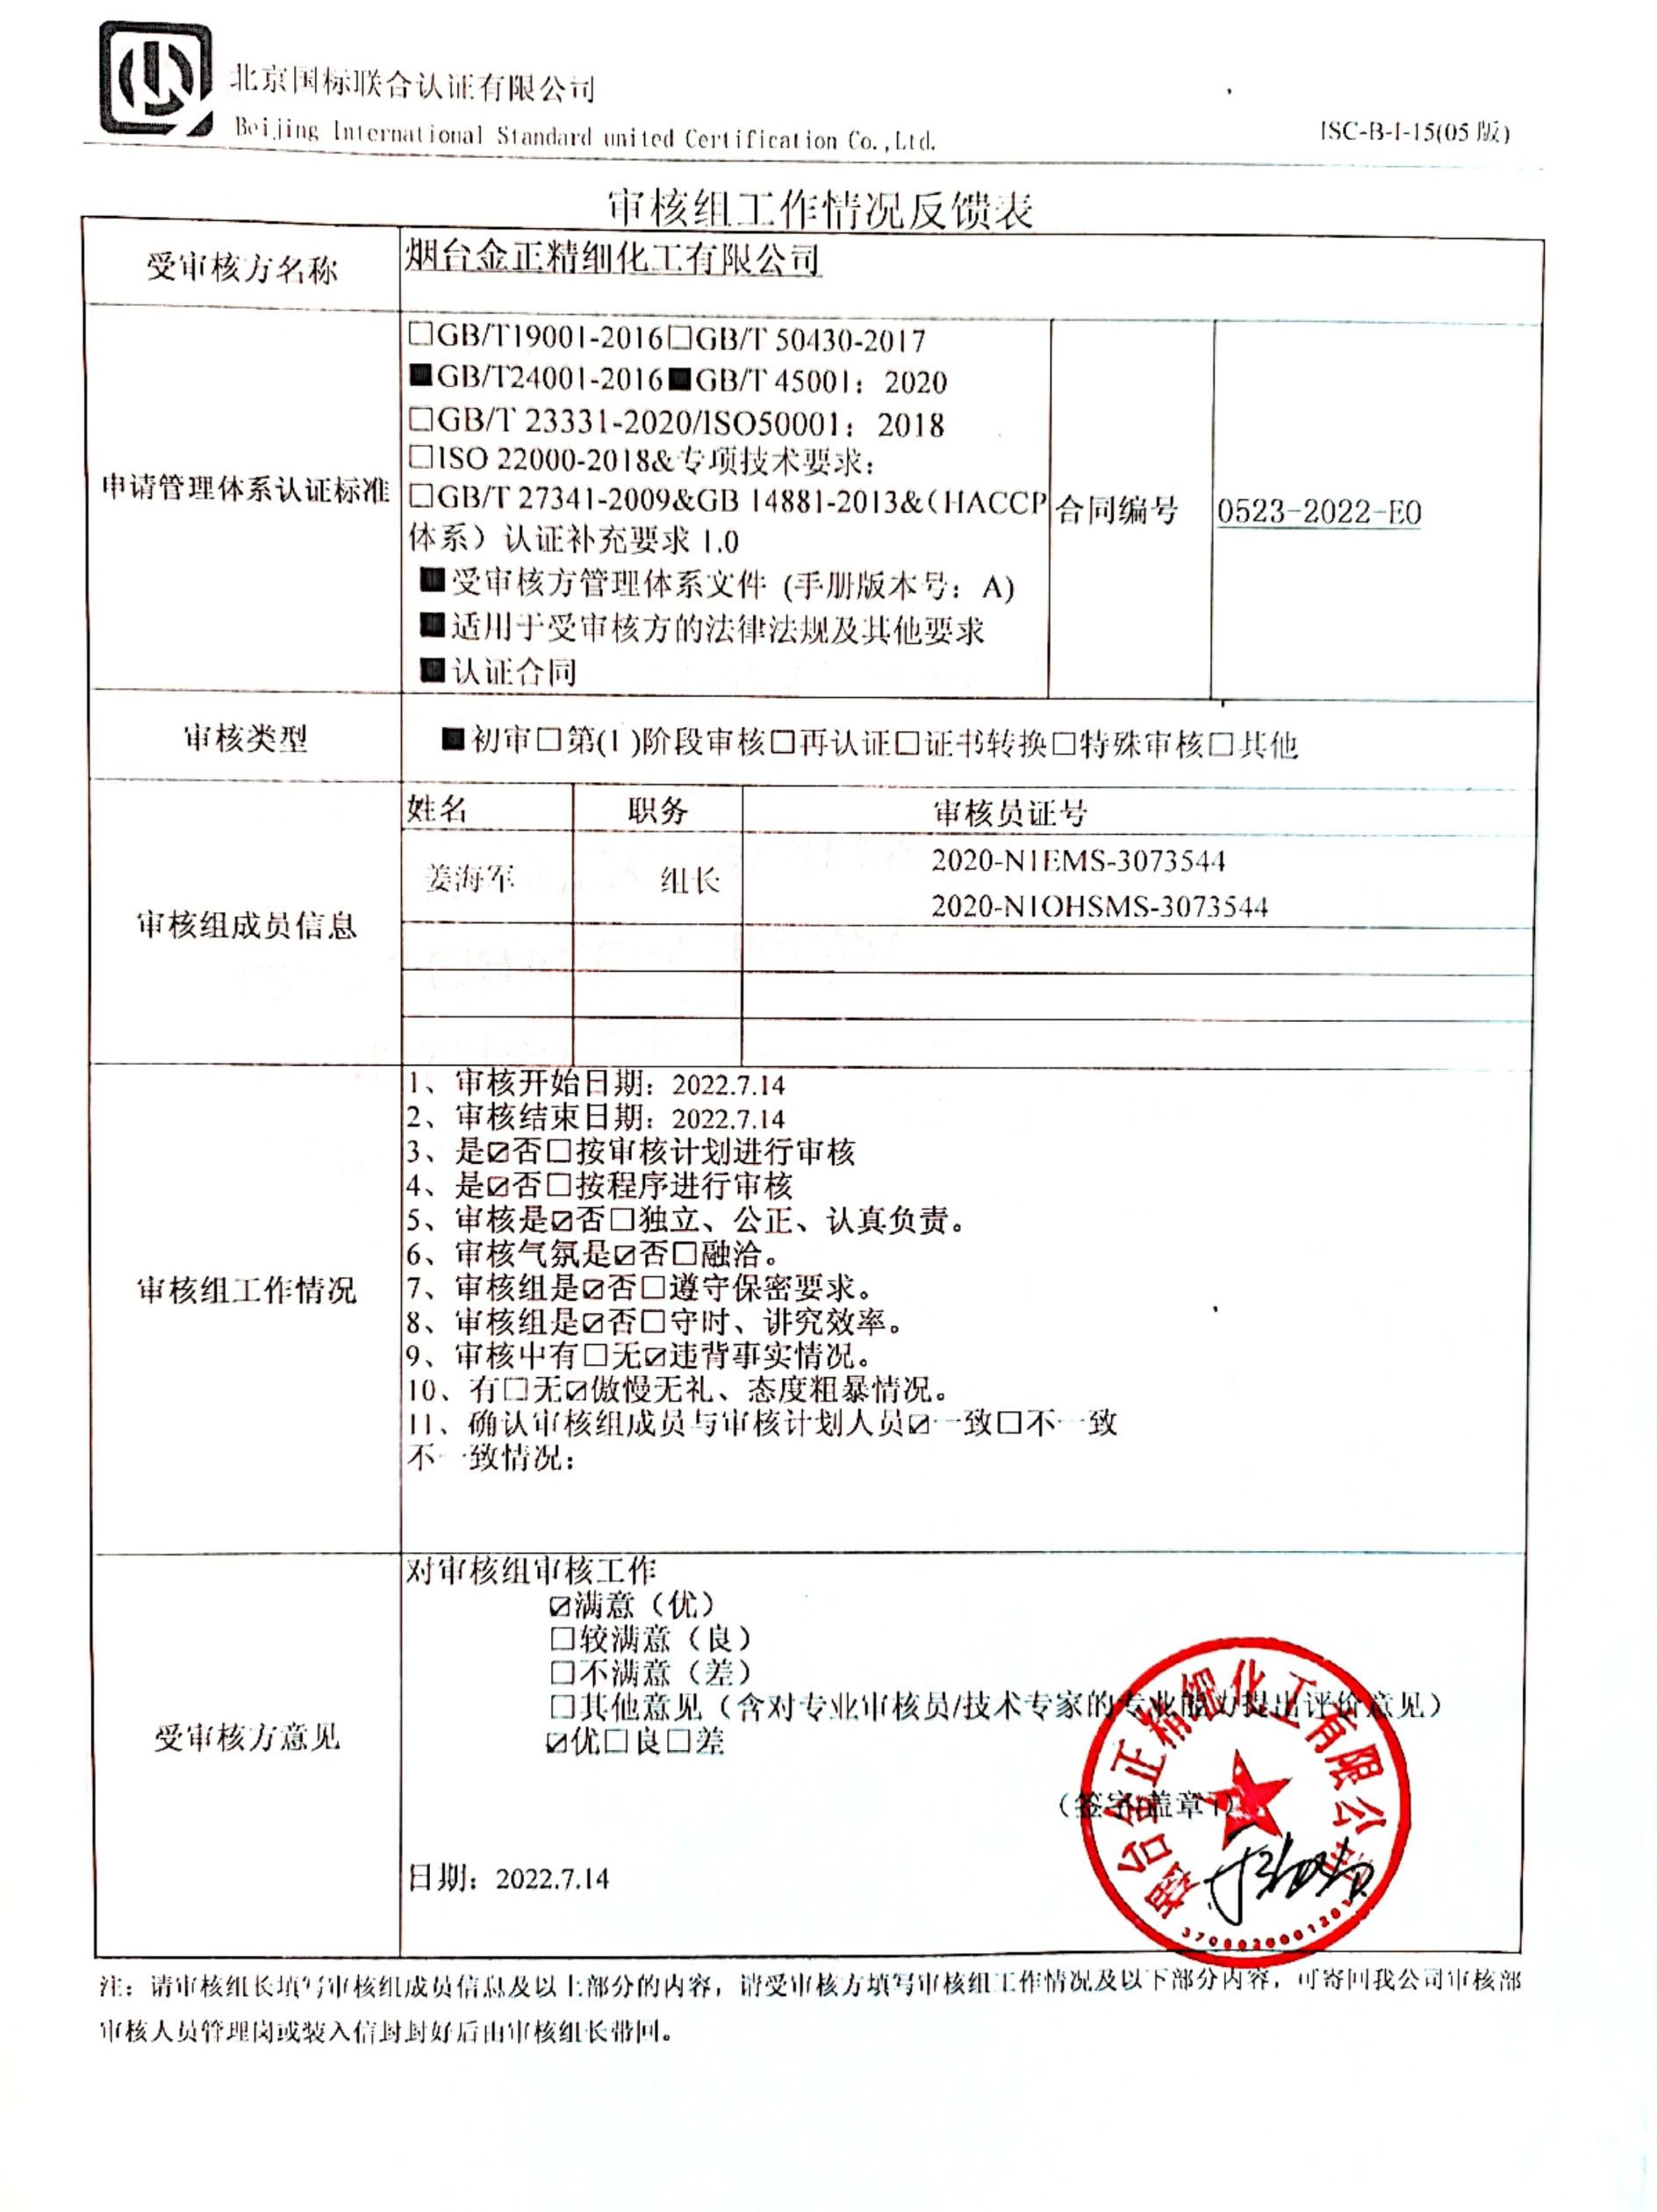 北京国标联合认证有限公司
Beijing International Standard united Certification Co.,Ltd.
ISC-B-I-15(05版)
审核组工作情况反馈表
受审核方名称
烟台金正精细化工有限公司
申请管理体系认证标准
□GB/T19001-2016□GB/T 50430-2017
■GB/T24001-2016■GB/T 45001：2020
□GB/T 23331-2020/ISO50001：2018
□ISO 22000-2018&专项技术要求：
□GB/T 27341-2009&GB 14881-2013&（HACCP
体系）认证补充要求 1.0
■受审核方管理体系文件（手册版本号：A)
■适用于受审核方的法律法规及其他要求
■认证合同
合同编号
0523-2022-EO
审核类型
■初审□第(1 )阶段审核□再认证□证书转换□特殊审核□其他
审核组成员信息
姓名 职务 审核员证号
姜海军 组长 2020-N1EMS-3073544
2020-N1OHSMS-3073544
审核组工作情况
1、审核开始日期：2022.7.14
2、审核结束日期：2022.7.14
3、是☑否□按审核计划进行审核
4、是☑否□按程序进行审核
5、审核是☑否□独立、公正、认真负责。
6、审核气氛是☑否□融洽。
7、审核组是☑否□遵守保密要求。
8、审核组是☑否□守时、讲究效率。
9、审核中有□无☑违背事实情况。
10、有□无☑傲慢无礼、态度粗暴情况。
11、确认审核组成员与审核计划人员☑一致□不一致
不一致情况：
受审核方意见
对审核组审核工作
☑满意（优）
□较满意（良）
□不满意（差）
□其他意见（含对专业审核员/技术专家的专业能力提出评价意见）
☑优□良□差
（签字/盖章）
烟台金正精细化工有限公司
日期：2022.7.14
注：请审核组长填写审核组成员信息及以上部分的内容，请受审核方填写审核组工作情况及以下部分内容，可寄回我公司审核部
审核人员管理岗或装入信封封好后由审核组长带回。